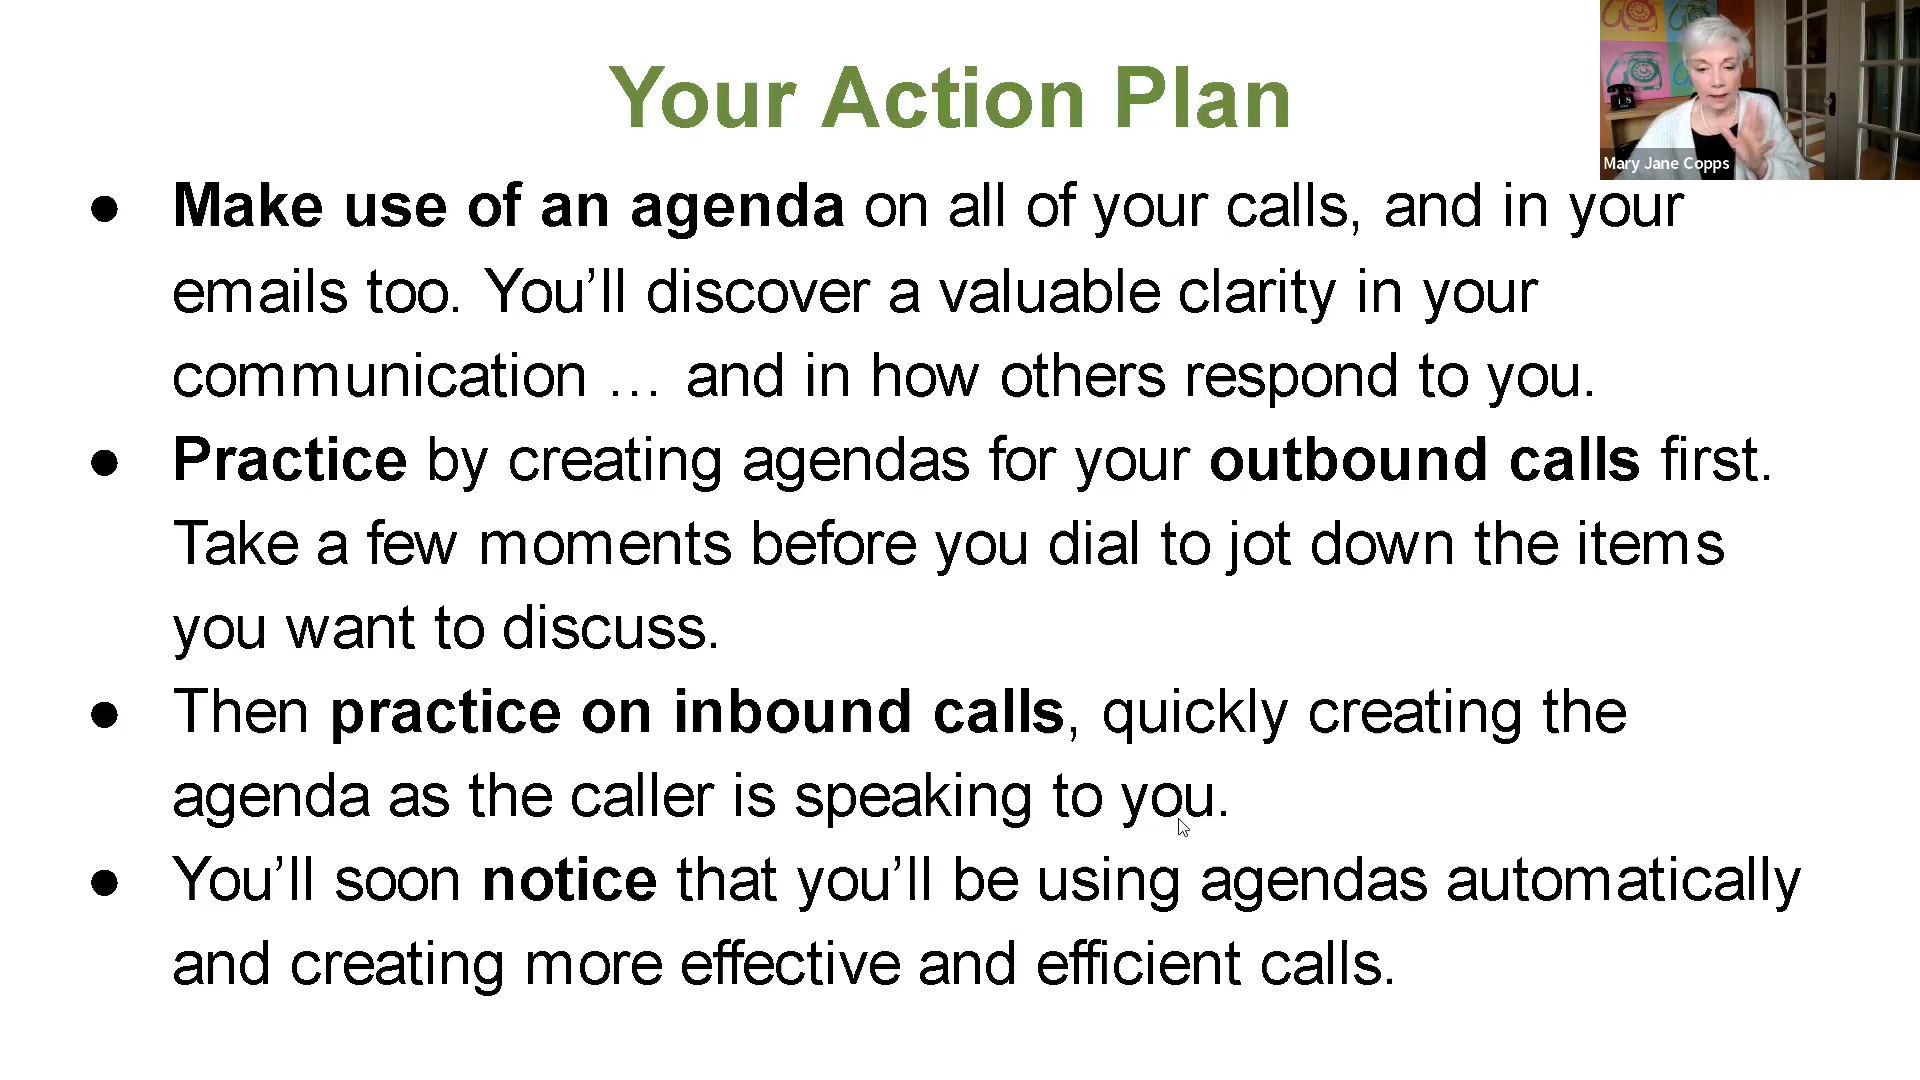 Your Action Plan
Mary Jane Copps
● Make use of an agenda on all of your calls, and in your
emails too. You’ll discover a valuable clarity in your
communication … and in how others respond to you.
● Practice by creating agendas for your outbound calls first.
Take a few moments before you dial to jot down the items
you want to discuss.
● Then practice on inbound calls, quickly creating the
agenda as the caller is speaking to you.
● You’ll soon notice that you’ll be using agendas automatically
and creating more effective and efficient calls.